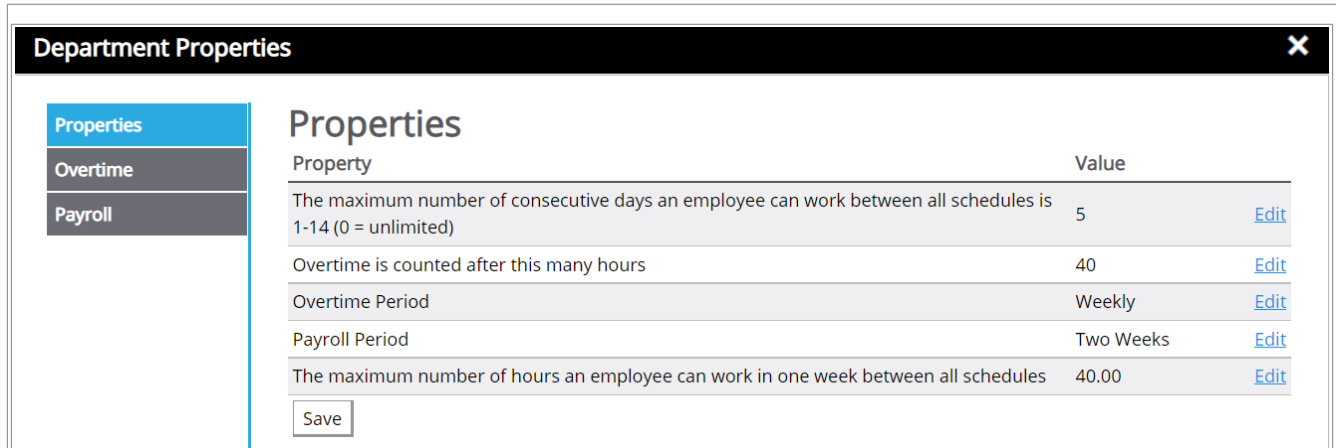 Department Properties
Properties
Overtime
Payroll
Properties
Property Value
The maximum number of consecutive days an employee can work between all schedules is
1-14 (0 = unlimited) 5 Edit
Overtime is counted after this many hours 40 Edit
Overtime Period Weekly Edit
Payroll Period Two Weeks Edit
The maximum number of hours an employee can work in one week between all schedules 40.00 Edit
Save